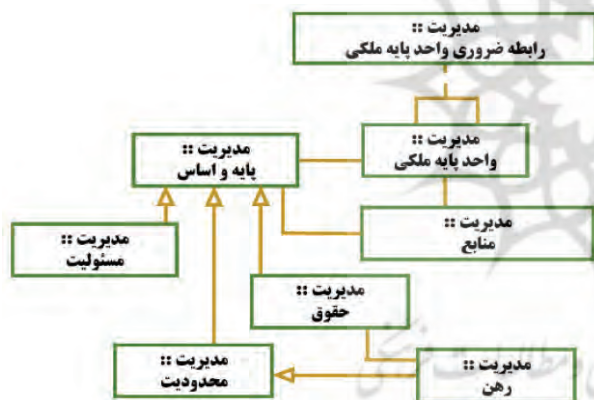 مدیریت ::
رابطه ضروری واحد پایه ملکی
مدیریت ::
واحد پایه ملکی
مدیریت ::
پایه و اساس
مدیریت ::
منابع
مدیریت ::
مسئولیت
مدیریت ::
حقوق
مدیریت ::
محدودیت
مدیریت ::
رهن